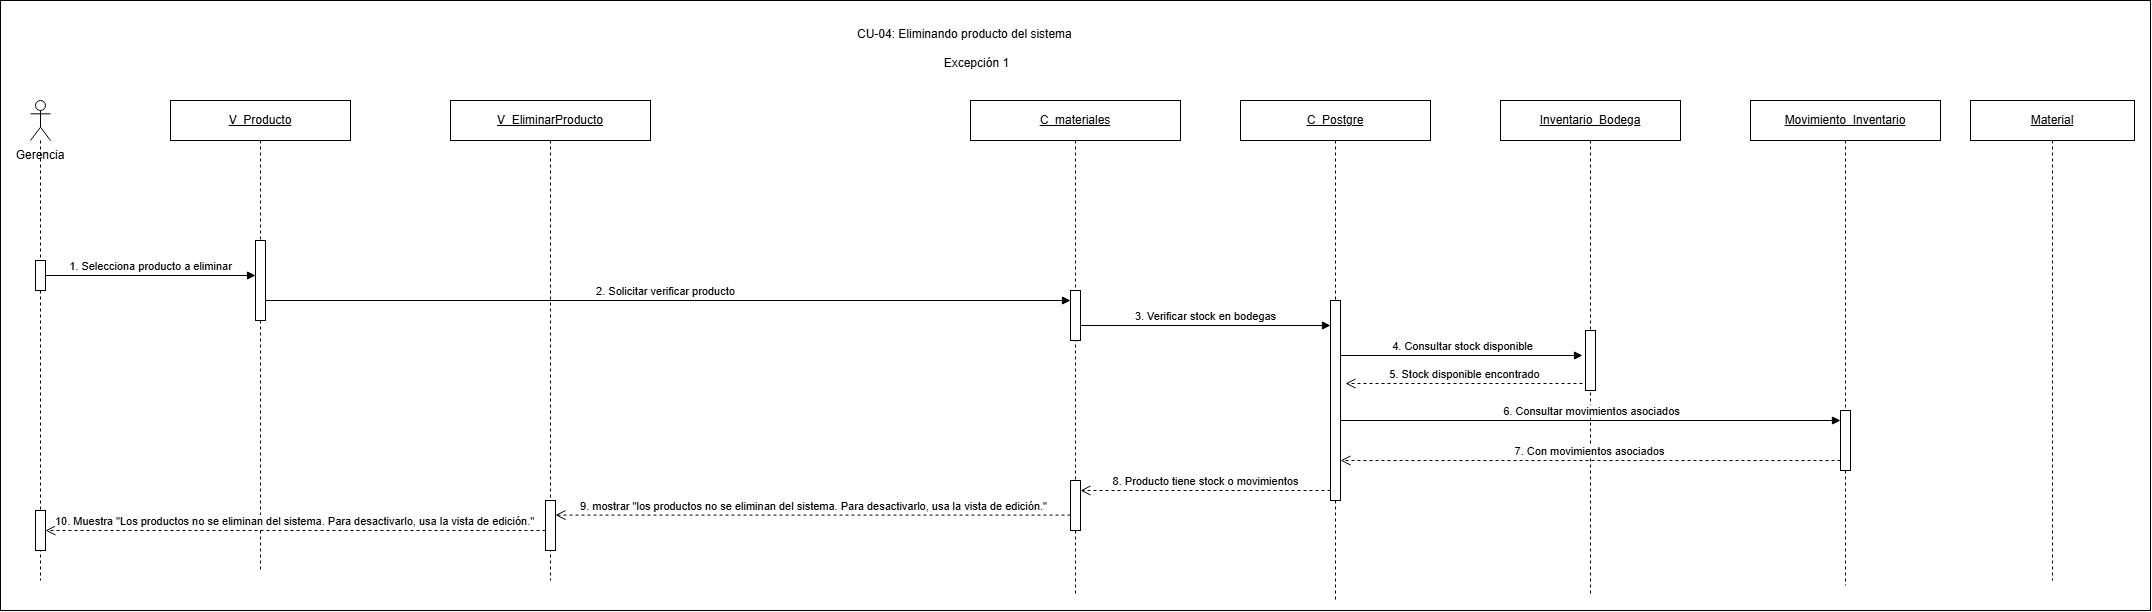 CU-04: Eliminando producto del sistema
Excepción 1
Gerencia
V_Producto
V_EliminarProducto
C_materiales
C_Postgre
Inventario_Bodega
Movimiento_Inventario
Material
1. Selecciona producto a eliminar
2. Solicitar verificar producto
3. Verificar stock en bodegas
4. Consultar stock disponible
5. Stock disponible encontrado
6. Consultar movimientos asociados
7. Con movimientos asociados
8. Producto tiene stock o movimientos
9. mostrar "los productos no se eliminan del sistema. Para desactivarlo, usa la vista de edición."
10. Muestra "Los productos no se eliminan del sistema. Para desactivarlo, usa la vista de edición."